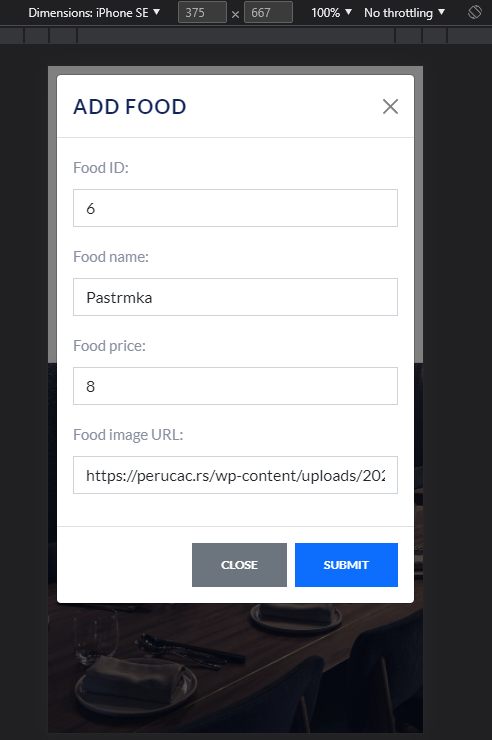 Dimensions: iPhone SE ▼ 375 × 667 100% ▼ No throttling ▼
ADD FOOD
Food ID:
6
Food name:
Pastrmka
Food price:
8
Food image URL:
https://perucac.rs/wp-content/uploads/202
CLOSE SUBMIT